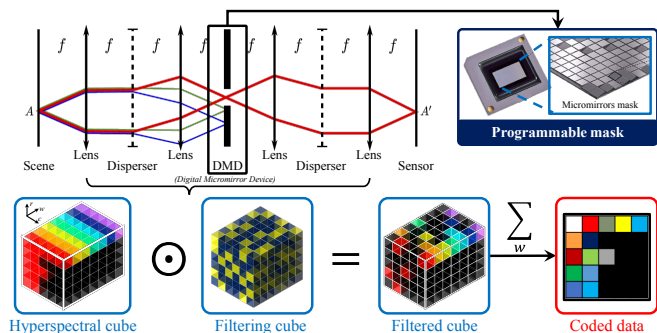 f f f f f f f f
A
A'
Micromirrors mask
Programmable mask
Scene Lens Disperser Lens DMD Lens Disperser Lens Sensor
(Digital Micromirror Device)
r
w
c
⊙ = ∑
w
Hyperspectral cube Filtering cube Filtered cube Coded data